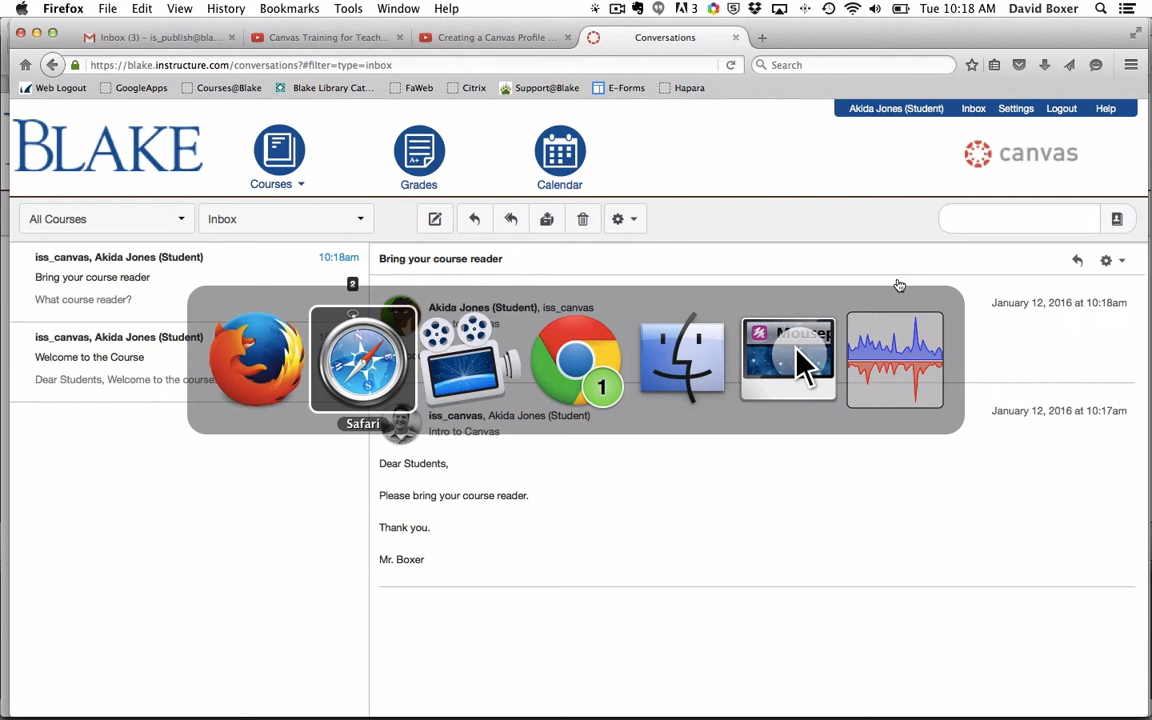 Firefox File Edit View History Bookmarks Tools Window Help 3 Tue 10:18 AM David Boxer
Inbox (3) - is_publish@bla...
Canvas Training for Teach...
Creating a Canvas Profile ...
Conversations
https://blake.instructure.com/conversations?#filter=type=inbox
Search
Web Logout GoogleApps Courses@Blake Blake Library Cat... FaWeb Citrix Support@Blake E-Forms Hapara
Akida Jones (Student) Inbox Settings Logout Help
BLAKE
Courses
Grades
Calendar
canvas
All Courses
Inbox
iss_canvas, Akida Jones (Student) 10:18am
Bring your course reader
2
What course reader?
iss_canvas, Akida Jones (Student)
Welcome to the Course
Dear Students, Welcome to the course
Bring your course reader
Akida Jones (Student), iss_canvas
January 12, 2016 at 10:18am
Mousep
1
Safari
iss_canvas, Akida Jones (Student)
January 12, 2016 at 10:17am
Intro to Canvas
Dear Students,
Please bring your course reader.
Thank you.
Mr. Boxer